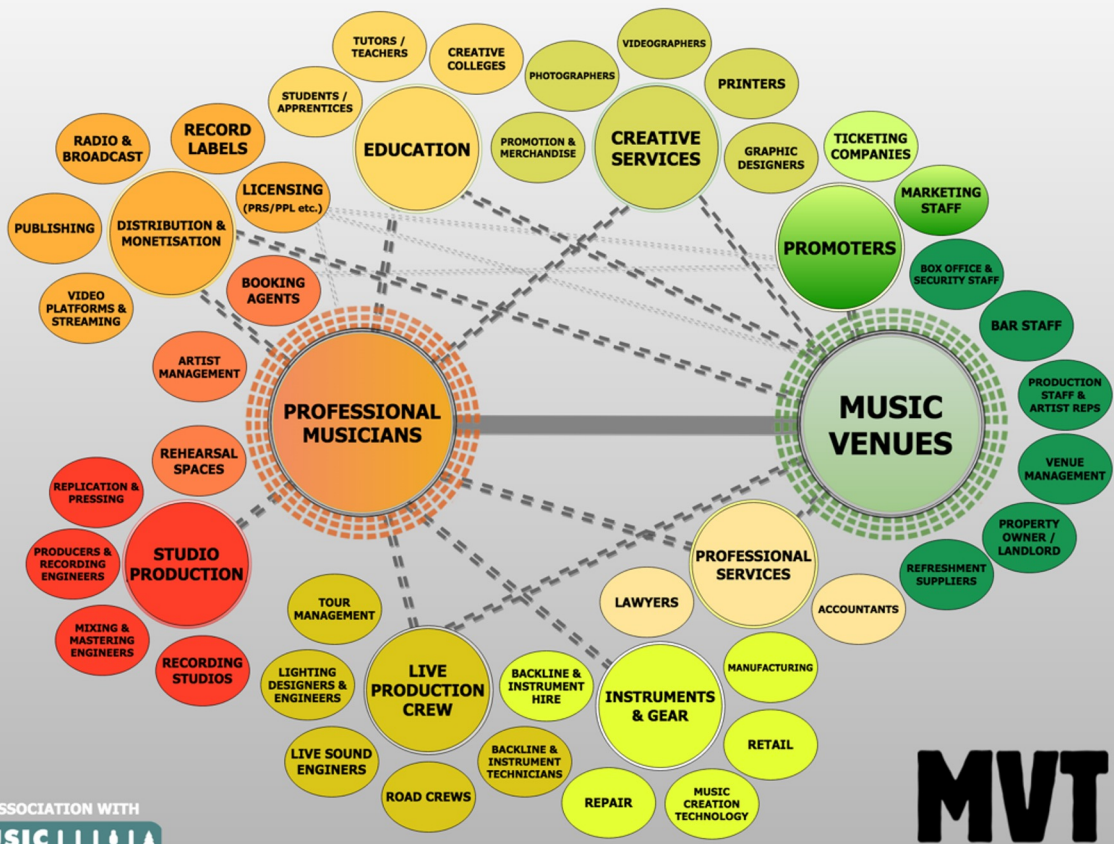 TUTORS /
TEACHERS
CREATIVE
COLLEGES
STUDENTS /
APPRENTICES
EDUCATION
VIDEOGRAPHERS
PHOTOGRAPHERS
PRINTERS
PROMOTION &
MERCHANDISE
CREATIVE
SERVICES
GRAPHIC
DESIGNERS
TICKETING
COMPANIES
MARKETING
STAFF
PROMOTERS
BOX OFFICE &
SECURITY STAFF
BAR STAFF
PRODUCTION
STAFF &
ARTIST REPS
VENUE
MANAGEMENT
PROPERTY
OWNER /
LANDLORD
REFRESHMENT
SUPPLIERS
RADIO &
BROADCAST
RECORD
LABELS
LICENSING
(PRS/PPL etc.)
PUBLISHING
DISTRIBUTION &
MONETISATION
VIDEO
PLATFORMS &
STREAMING
BOOKING
AGENTS
ARTIST
MANAGEMENT
REHEARSAL
SPACES
PROFESSIONAL
MUSICIANS
MUSIC
VENUES
REPLICATION &
PRESSING
PRODUCERS &
RECORDING
ENGINEERS
STUDIO
PRODUCTION
MIXING &
MASTERING
ENGINEERS
RECORDING
STUDIOS
PROFESSIONAL
SERVICES
LAWYERS
ACCOUNTANTS
TOUR
MANAGEMENT
LIGHTING
DESIGNERS &
ENGINEERS
LIVE
PRODUCTION
CREW
LIVE SOUND
ENGINERS
ROAD CREWS
BACKLINE &
INSTRUMENT
TECHNICIANS
BACKLINE &
INSTRUMENT
HIRE
INSTRUMENTS
& GEAR
MANUFACTURING
RETAIL
REPAIR
MUSIC
CREATION
TECHNOLOGY
SSOCIATION WITH
USIC
MVT